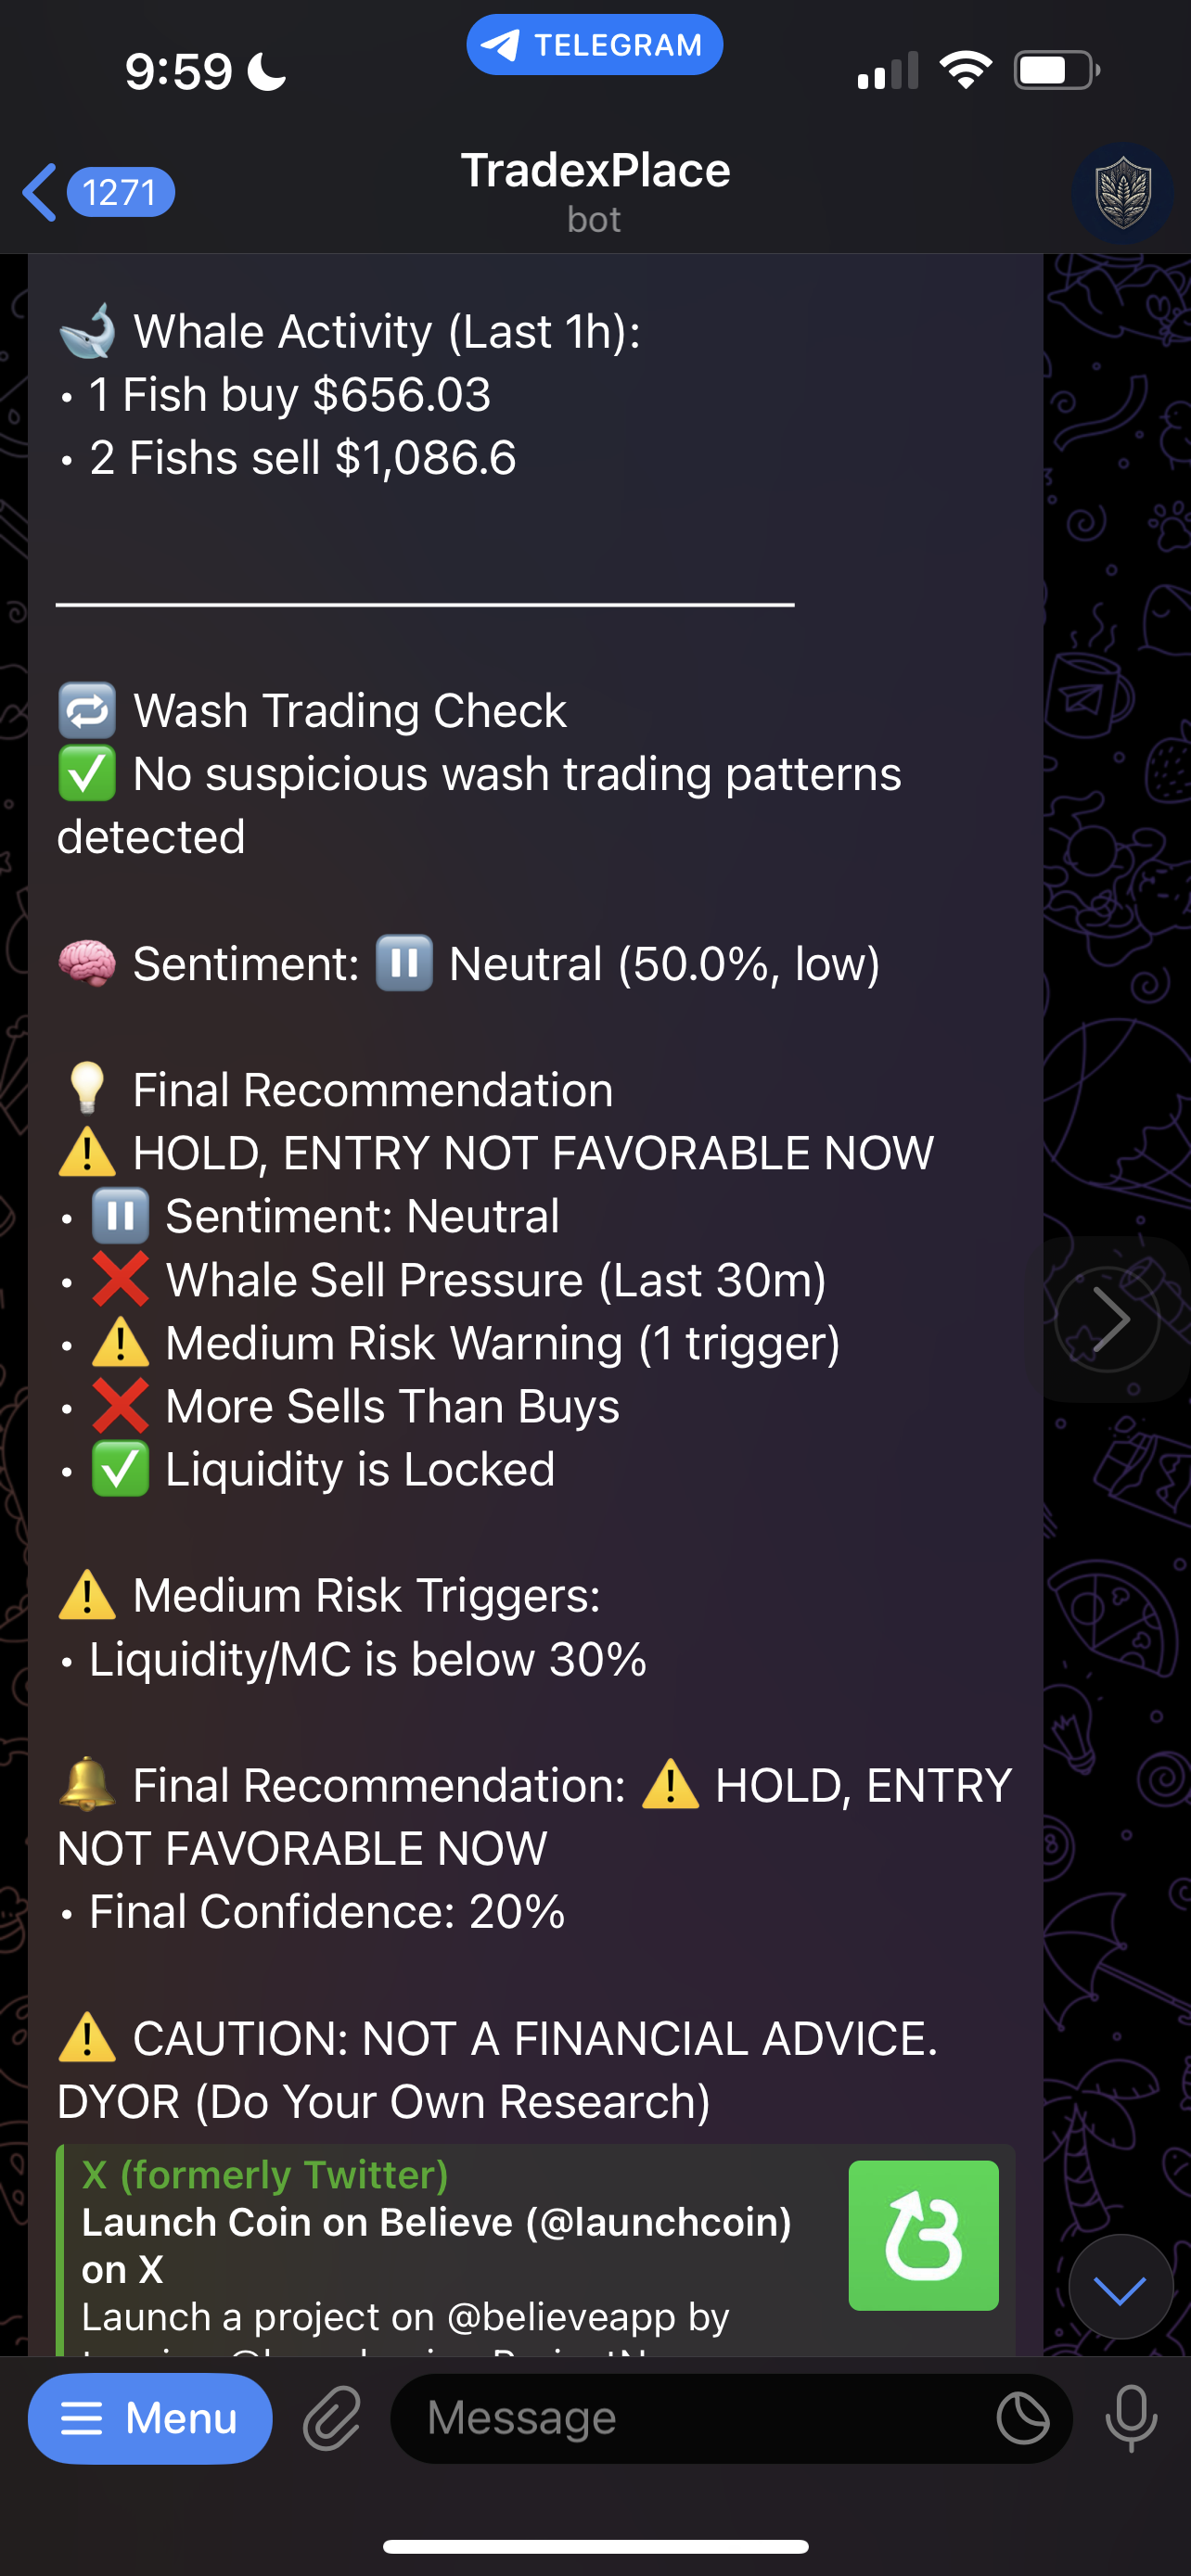 9:59
TELEGRAM
1271
TradexPlace
bot
🐋 Whale Activity (Last 1h):
• 1 Fish buy $656.03
• 2 Fishs sell $1,086.6
🔁 Wash Trading Check
✅ No suspicious wash trading patterns
detected
🧠 Sentiment: ⏸ Neutral (50.0%, low)
💡 Final Recommendation
⚠️ HOLD, ENTRY NOT FAVORABLE NOW
• ⏸ Sentiment: Neutral
• ❌ Whale Sell Pressure (Last 30m)
• ⚠️ Medium Risk Warning (1 trigger)
• ❌ More Sells Than Buys
• ✅ Liquidity is Locked
⚠️ Medium Risk Triggers:
• Liquidity/MC is below 30%
🔔 Final Recommendation: ⚠️ HOLD, ENTRY
NOT FAVORABLE NOW
• Final Confidence: 20%
⚠️ CAUTION: NOT A FINANCIAL ADVICE.
DYOR (Do Your Own Research)
X (formerly Twitter)
Launch Coin on Believe (@launchcoin)
on X
Launch a project on @believeapp by
Menu
Message